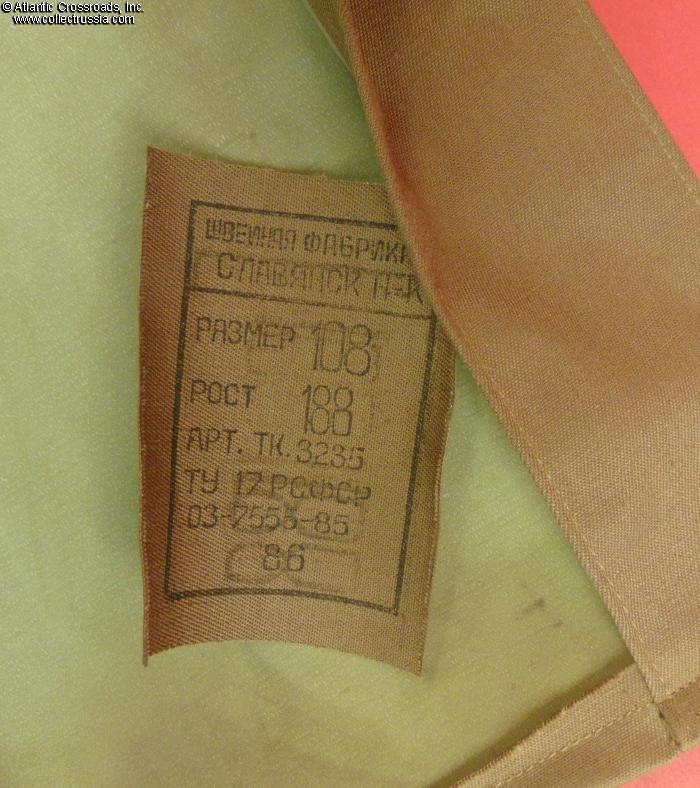 © Atlantic Crossroads, Inc.
www.collectrussia.com
ШВЕЙНАЯ ФАБРИКА
СЛАВЯНСК Н-К
РАЗМЕР 108
РОСТ 188
АРТ. ТК. 3235
ТУ 17 РСФСР
03-7555-85
86